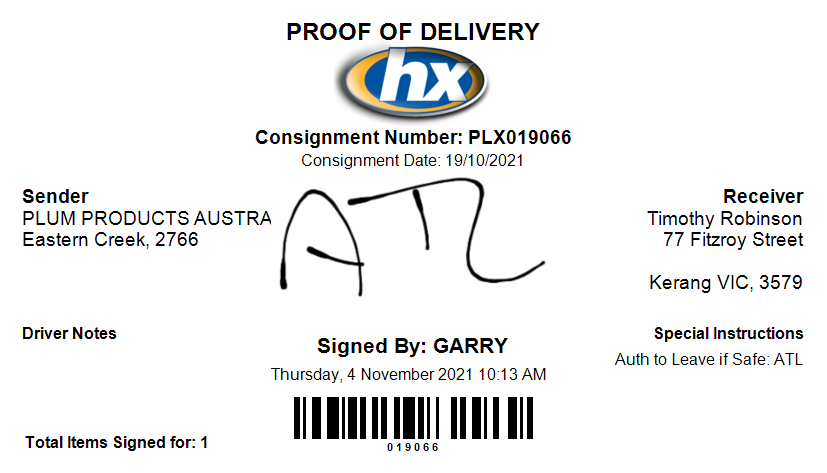 PROOF OF DELIVERY
hx
Consignment Number: PLX019066
Consignment Date: 19/10/2021
Sender
PLUM PRODUCTS AUSTRA
Eastern Creek, 2766
ATL
Receiver
Timothy Robinson
77 Fitzroy Street
Kerang VIC, 3579
Driver Notes
Signed By: GARRY
Thursday, 4 November 2021 10:13 AM
Special Instructions
Auth to Leave if Safe: ATL
Total Items Signed for: 1
019066